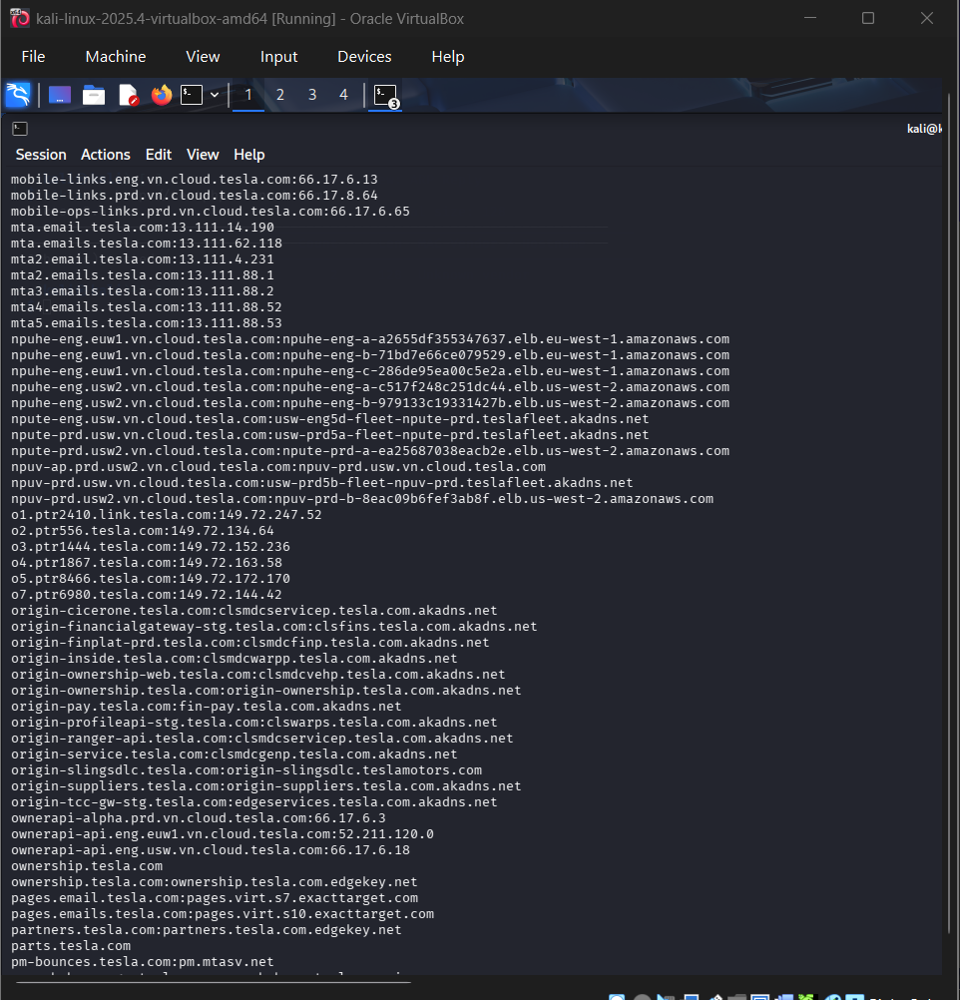 kali-linux-2025.4-virtualbox-amd64 [Running] - Oracle VirtualBox
File Machine View Input Devices Help
1 2 3 4 3
kali@k
Session Actions Edit View Help
mobile-links.eng.vn.cloud.tesla.com:66.17.6.13
mobile-links.prd.vn.cloud.tesla.com:66.17.8.64
mobile-ops-links.prd.vn.cloud.tesla.com:66.17.6.65
mta.email.tesla.com:13.111.14.190
mta.emails.tesla.com:13.111.62.118
mta2.email.tesla.com:13.111.4.231
mta2.emails.tesla.com:13.111.88.1
mta3.emails.tesla.com:13.111.88.2
mta4.emails.tesla.com:13.111.88.52
mta5.emails.tesla.com:13.111.88.53
npuhe-eng.euw1.vn.cloud.tesla.com:npuhe-eng-a-a2655df355347637.elb.eu-west-1.amazonaws.com
npuhe-eng.euw1.vn.cloud.tesla.com:npuhe-eng-b-71bd7e66ce079529.elb.eu-west-1.amazonaws.com
npuhe-eng.euw1.vn.cloud.tesla.com:npuhe-eng-c-286de95ea00c5e2a.elb.eu-west-1.amazonaws.com
npuhe-eng.usw2.vn.cloud.tesla.com:npuhe-eng-a-c517f248c251dc44.elb.us-west-2.amazonaws.com
npuhe-eng.usw2.vn.cloud.tesla.com:npuhe-eng-b-979133c19331427b.elb.us-west-2.amazonaws.com
npute-eng.usw.vn.cloud.tesla.com:usw-eng5d-fleet-npute-prd.teslafleet.akadns.net
npute-prd.usw.vn.cloud.tesla.com:usw-prd5a-fleet-npute-prd.teslafleet.akadns.net
npute-prd.usw2.vn.cloud.tesla.com:npute-prd-a-ea25687038eacb2e.elb.us-west-2.amazonaws.com
npuv-ap.prd.usw2.vn.cloud.tesla.com:npuv-prd.usw.vn.cloud.tesla.com
npuv-prd.usw.vn.cloud.tesla.com:usw-prd5b-fleet-npuv-prd.teslafleet.akadns.net
npuv-prd.usw2.vn.cloud.tesla.com:npuv-prd-b-8eac09b6fef3ab8f.elb.us-west-2.amazonaws.com
o1.ptr2410.link.tesla.com:149.72.247.52
o2.ptr556.tesla.com:149.72.134.64
o3.ptr1444.tesla.com:149.72.152.236
o4.ptr1867.tesla.com:149.72.163.58
o5.ptr8466.tesla.com:149.72.172.170
o7.ptr6980.tesla.com:149.72.144.42
origin-cicerone.tesla.com:clsmdcservicep.tesla.com.akadns.net
origin-financialgateway-stg.tesla.com:clsfins.tesla.com.akadns.net
origin-finplat-prd.tesla.com:clsmdcfinp.tesla.com.akadns.net
origin-inside.tesla.com:clsmdcwarpp.tesla.com.akadns.net
origin-ownership-web.tesla.com:clsmdcvehp.tesla.com.akadns.net
origin-ownership.tesla.com:origin-ownership.tesla.com.akadns.net
origin-pay.tesla.com:fin-pay.tesla.com.akadns.net
origin-profileapi-stg.tesla.com:clswarps.tesla.com.akadns.net
origin-ranger-api.tesla.com:clsmdcservicep.tesla.com.akadns.net
origin-service.tesla.com:clsmdcgenp.tesla.com.akadns.net
origin-slingsdlc.tesla.com:origin-slingsdlc.teslamotors.com
origin-suppliers.tesla.com:origin-suppliers.tesla.com.akadns.net
origin-tcc-gw-stg.tesla.com:edgeservices.tesla.com.akadns.net
ownerapi-alpha.prd.vn.cloud.tesla.com:66.17.6.3
ownerapi-api.eng.euw1.vn.cloud.tesla.com:52.211.120.0
ownerapi-api.eng.usw.vn.cloud.tesla.com:66.17.6.18
ownership.tesla.com
ownership.tesla.com:ownership.tesla.com.edgekey.net
pages.email.tesla.com:pages.virt.s7.exacttarget.com
pages.emails.tesla.com:pages.virt.s10.exacttarget.com
partners.tesla.com:partners.tesla.com.edgekey.net
parts.tesla.com
pm-bounces.tesla.com:pm.mtasv.net